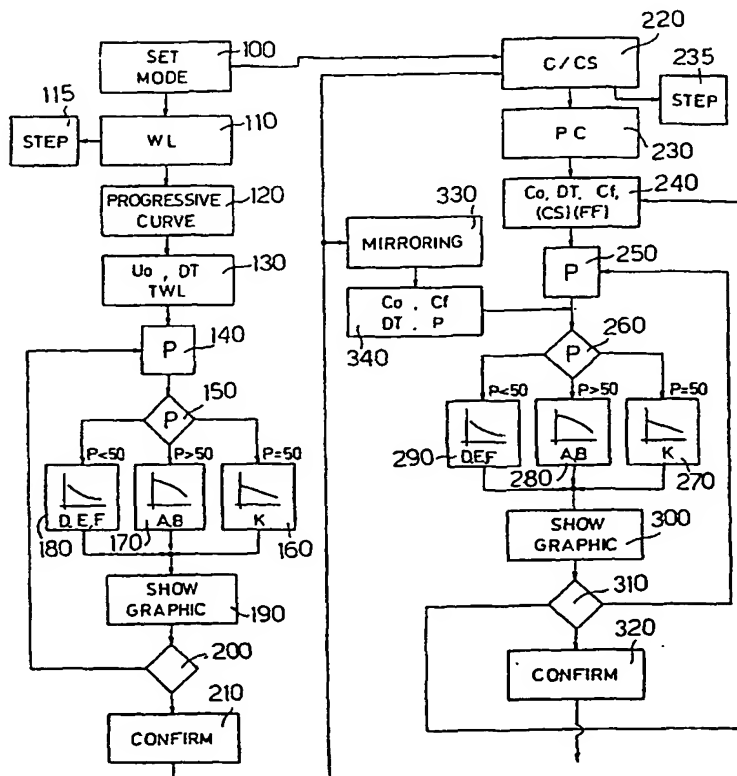 100
SET
MODE
115
STEP
110
WL
120
PROGRESSIVE
CURVE
130
Uo , DT
TWL
140
P
150
P
P<50
P>50
P=50
D, E, F
180
A,B
170
K
160
SHOW
GRAPHIC
190
200
210
CONFIRM
220
C/CS
235
STEP
PC
230
Co, DT, Cf,
(CS)(FF)
240
330
MIRRORING
Co , Cf
DT , P
340
250
P
260
P
P<50
P>50
P=50
D,E,F
290
A,B
280
K
270
SHOW
GRAPHIC
300
310
320
CONFIRM